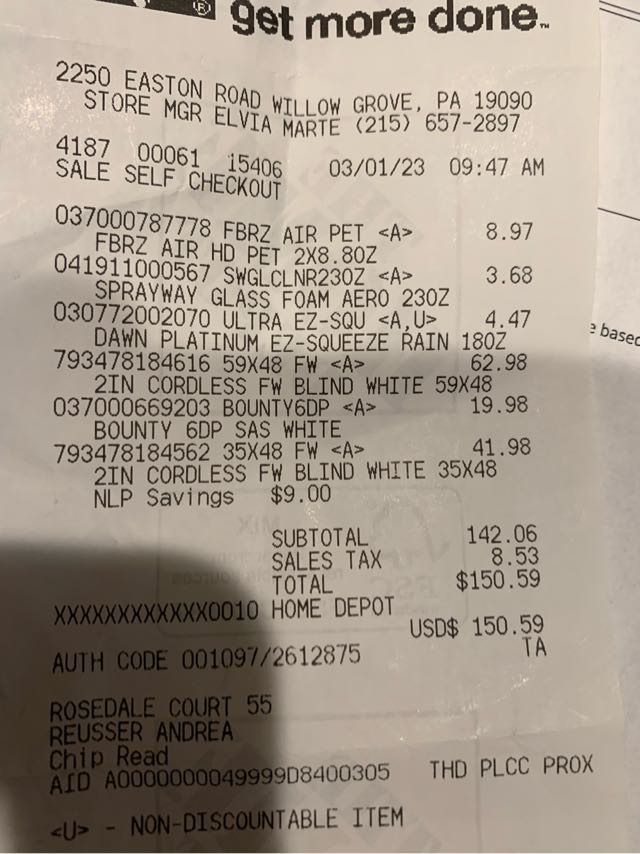 ® get more done.™
2250 EASTON ROAD WILLOW GROVE, PA 19090
STORE MGR ELVIA MARTE (215) 657-2897
4187 00061 15406 03/01/23 09:47 AM
SALE SELF CHECKOUT
037000787778 FBRZ AIR PET <A> 8.97
FBRZ AIR HD PET 2X8.8OZ
041911000567 SWGLCLNR23OZ <A> 3.68
SPRAYWAY GLASS FOAM AERO 23OZ
030772002070 ULTRA EZ-SQU <A,U> 4.47
DAWN PLATINUM EZ-SQUEEZE RAIN 18OZ
793478184616 59X48 FW <A> 62.98
2IN CORDLESS FW BLIND WHITE 59X48
037000669203 BOUNTY6DP <A> 19.98
BOUNTY 6DP SAS WHITE
793478184562 35X48 FW <A> 41.98
2IN CORDLESS FW BLIND WHITE 35X48
NLP Savings $9.00
SUBTOTAL 142.06
SALES TAX 8.53
TOTAL $150.59
XXXXXXXXXXXX0010 HOME DEPOT
USD$ 150.59
AUTH CODE 001097/2612875 TA
ROSEDALE COURT 55
REUSSER ANDREA
Chip Read
AID A0000000049999D8400305 THD PLCC PROX
<U> - NON-DISCOUNTABLE ITEM
based